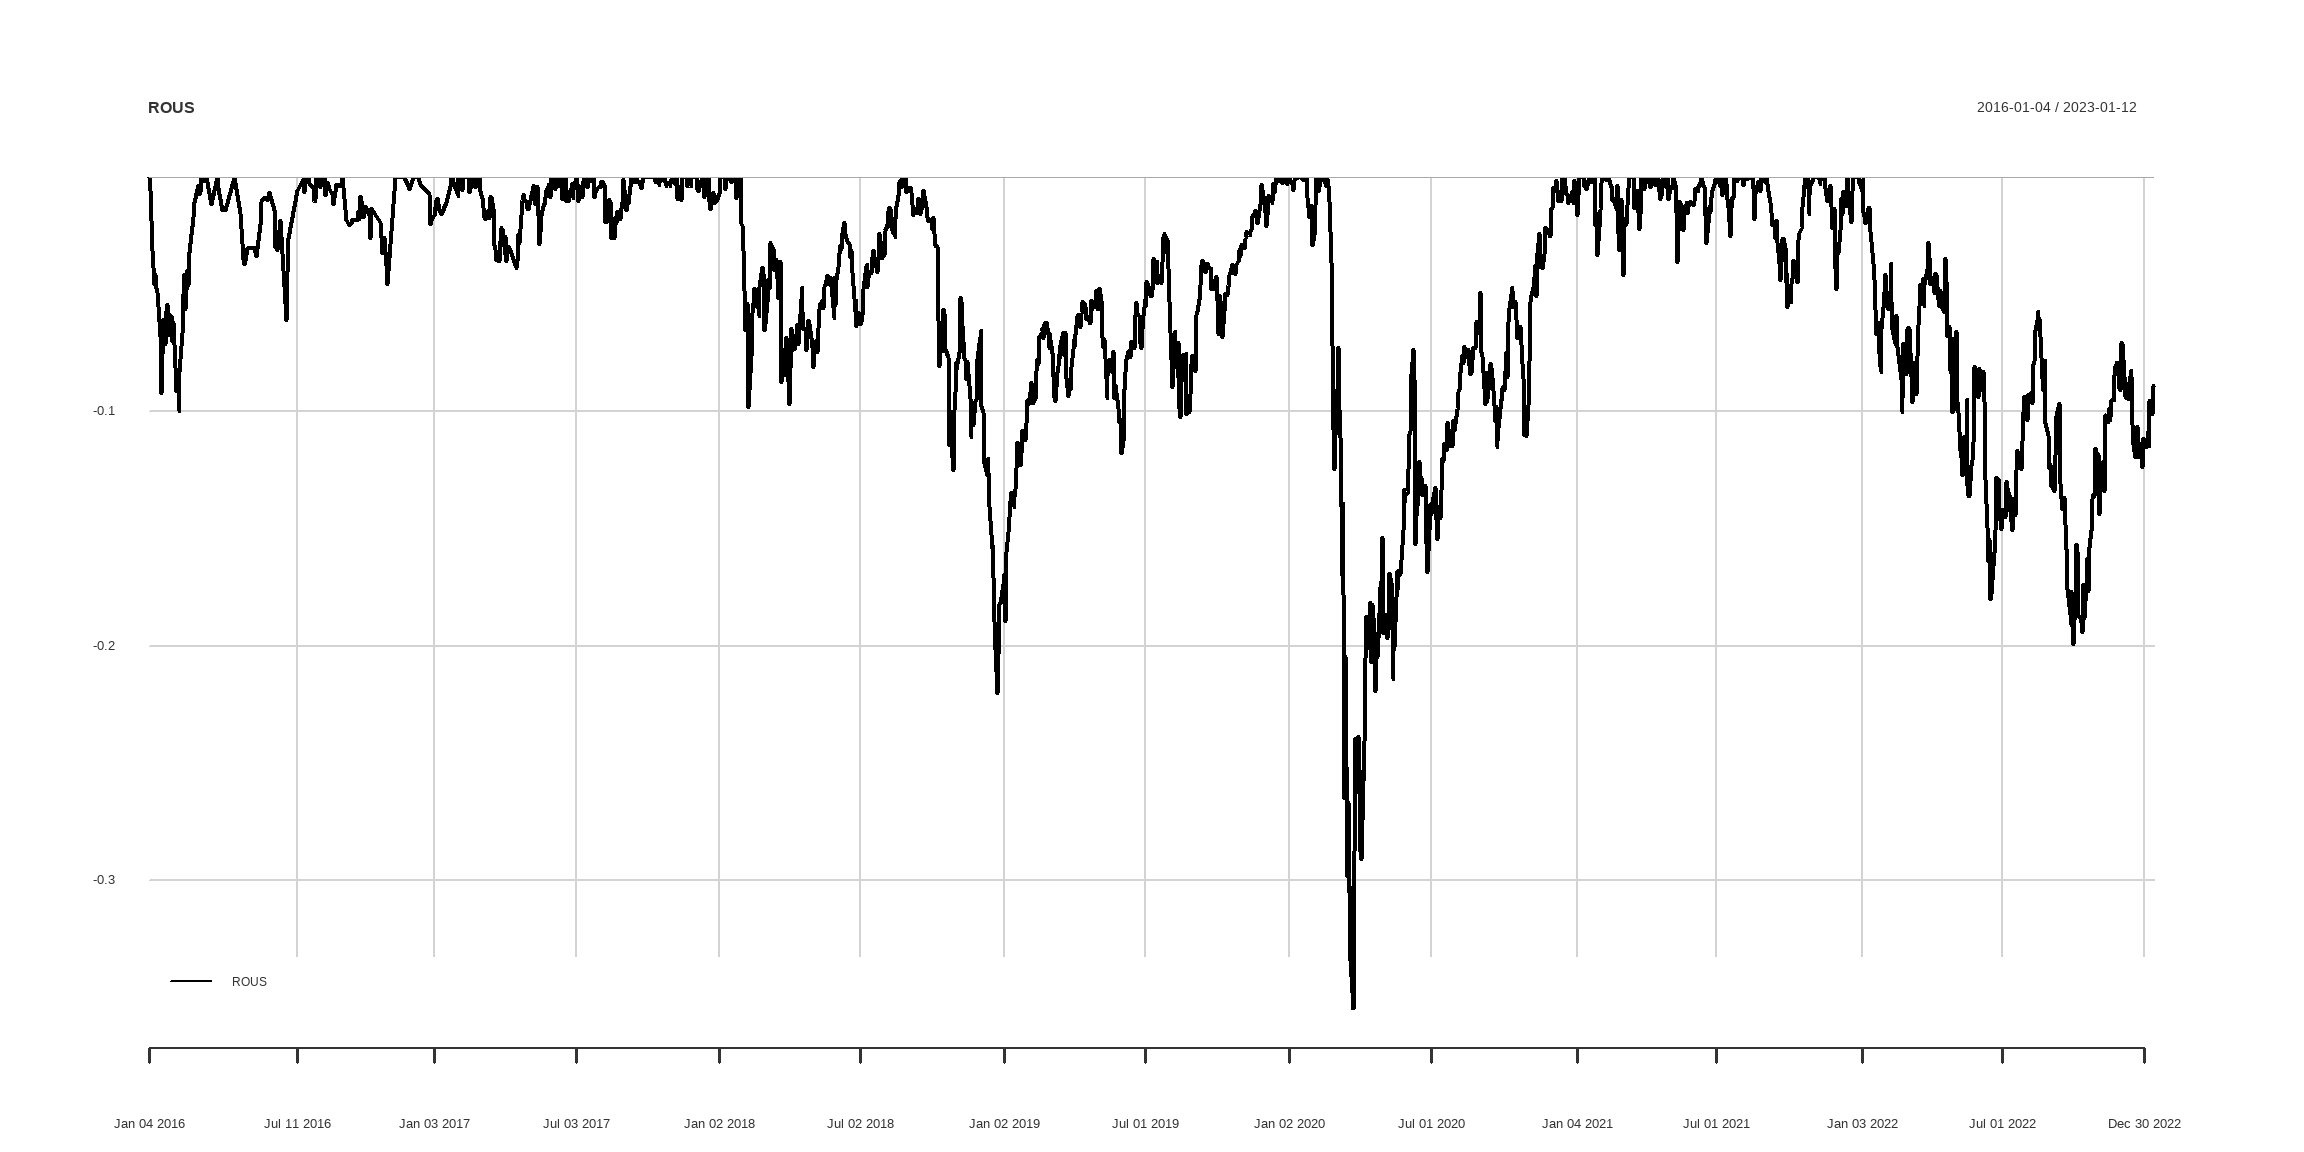 ROUS
2016-01-04 / 2023-01-12
-0.1
-0.2
-0.3
ROUS
Jan 04 2016
Jul 11 2016
Jan 03 2017
Jul 03 2017
Jan 02 2018
Jul 02 2018
Jan 02 2019
Jul 01 2019
Jan 02 2020
Jul 01 2020
Jan 04 2021
Jul 01 2021
Jan 03 2022
Jul 01 2022
Dec 30 2022